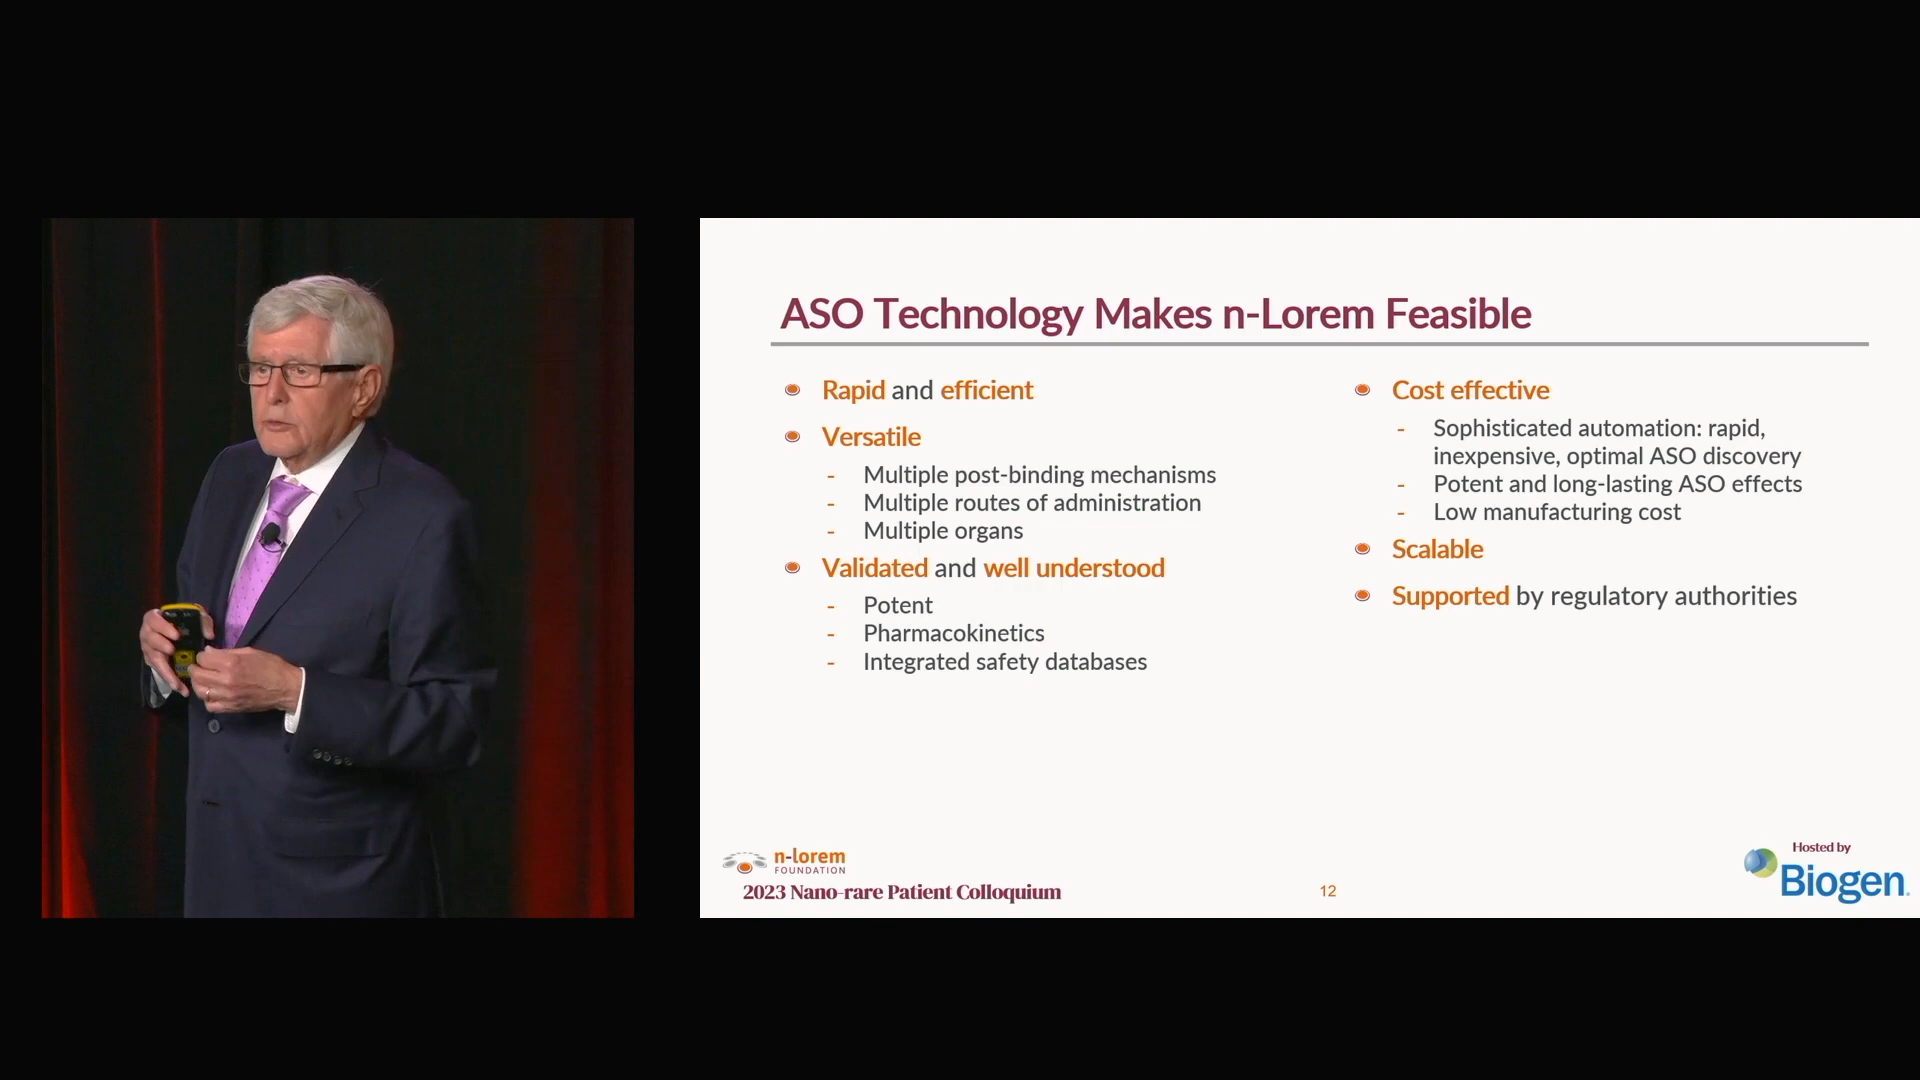 ASO Technology Makes n-Lorem Feasible
Rapid and efficient
Versatile
- Multiple post-binding mechanisms
- Multiple routes of administration
- Multiple organs
Validated and well understood
- Potent
- Pharmacokinetics
- Integrated safety databases
Cost effective
- Sophisticated automation: rapid,
inexpensive, optimal ASO discovery
- Potent and long-lasting ASO effects
- Low manufacturing cost
Scalable
Supported by regulatory authorities
n-lorem
FOUNDATION
2023 Nano-rare Patient Colloquium
12
Hosted by
Biogen.